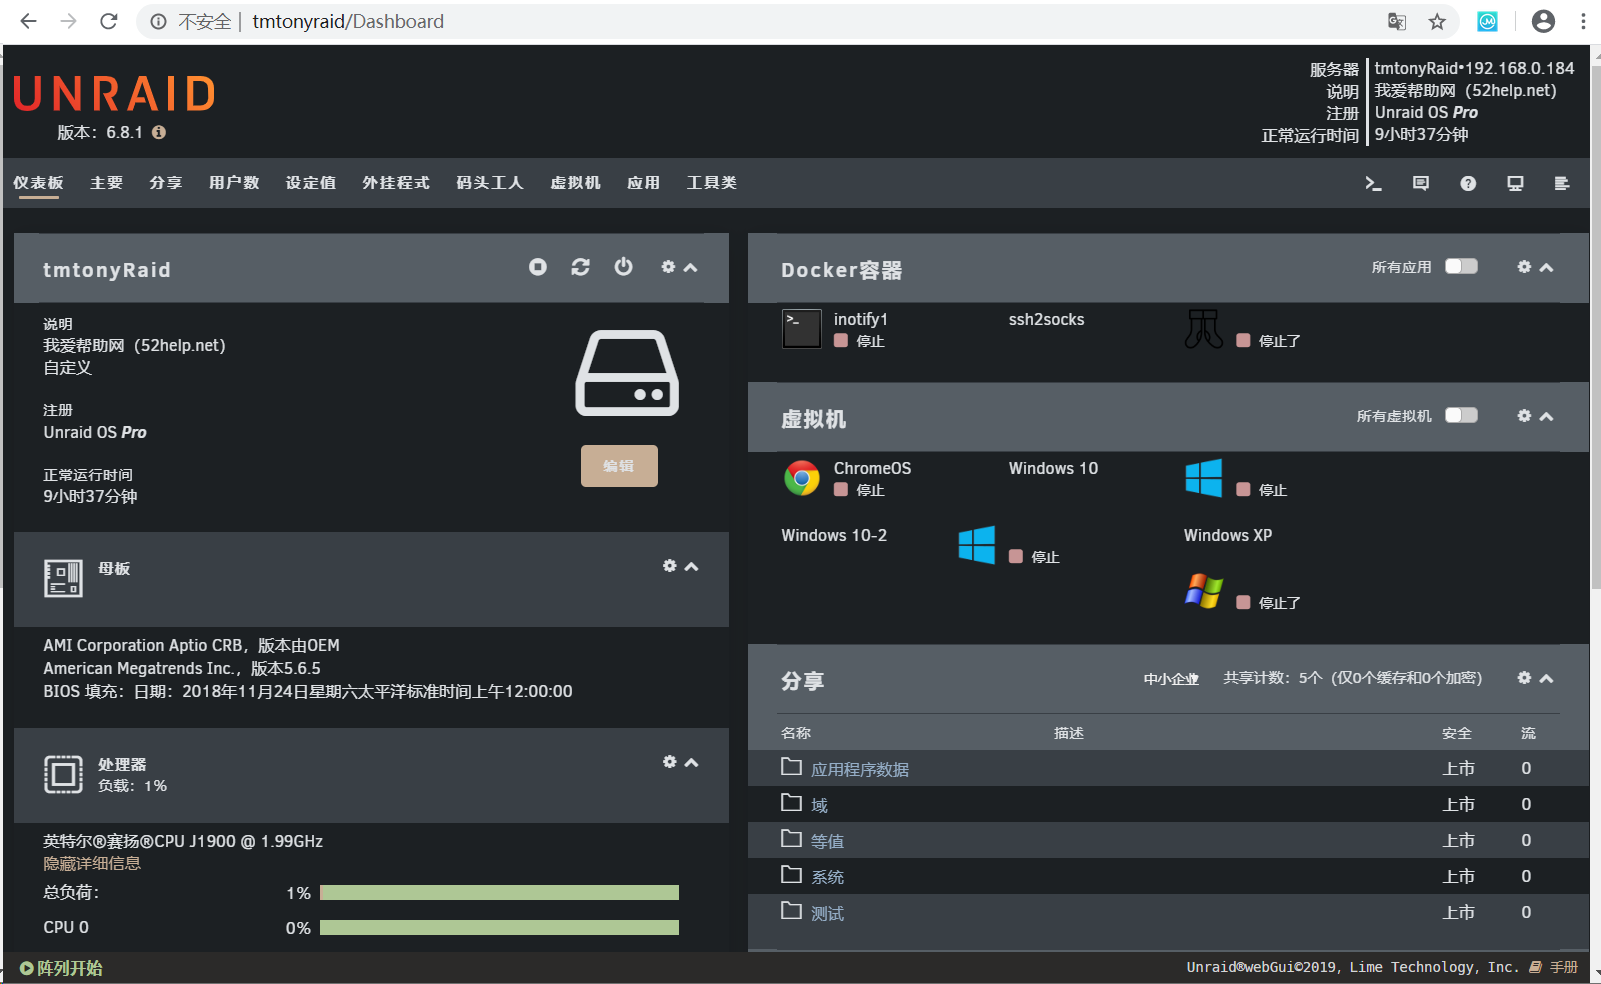 不安全 | tmtonyraid/Dashboard
UNRAID
版本：6.8.1
服务器 tmtonyRaid•192.168.0.184
说明 我爱帮助网（52help.net）
注册 Unraid OS Pro
正常运行时间 9小时37分钟
仪表板 主要 分享 用户数 设定值 外挂程式 码头工人 虚拟机 应用 工具类
tmtonyRaid
说明
我爱帮助网（52help.net）
自定义
注册
Unraid OS Pro
正常运行时间
9小时37分钟
编辑
母板
AMI Corporation Aptio CRB，版本由OEM
American Megatrends Inc.，版本5.6.5
BIOS 填充：日期：2018年11月24日星期六太平洋标准时间上午12:00:00
处理器
负载：1%
英特尔®赛扬®CPU J1900 @ 1.99GHz
隐藏详细信息
总负荷： 1%
CPU 0 0%
Docker容器 所有应用
inotify1 ssh2socks
停止 停止了
虚拟机 所有虚拟机
ChromeOS Windows 10
停止 停止
Windows 10-2 Windows XP
停止
停止了
分享 中小企业 共享计数：5个（仅0个缓存和0个加密）
名称 描述 安全 流
应用程序数据 上市 0
域 上市 0
等值 上市 0
系统 上市 0
测试 上市 0
阵列开始
Unraid®webGui©2019, Lime Technology, Inc. 手册